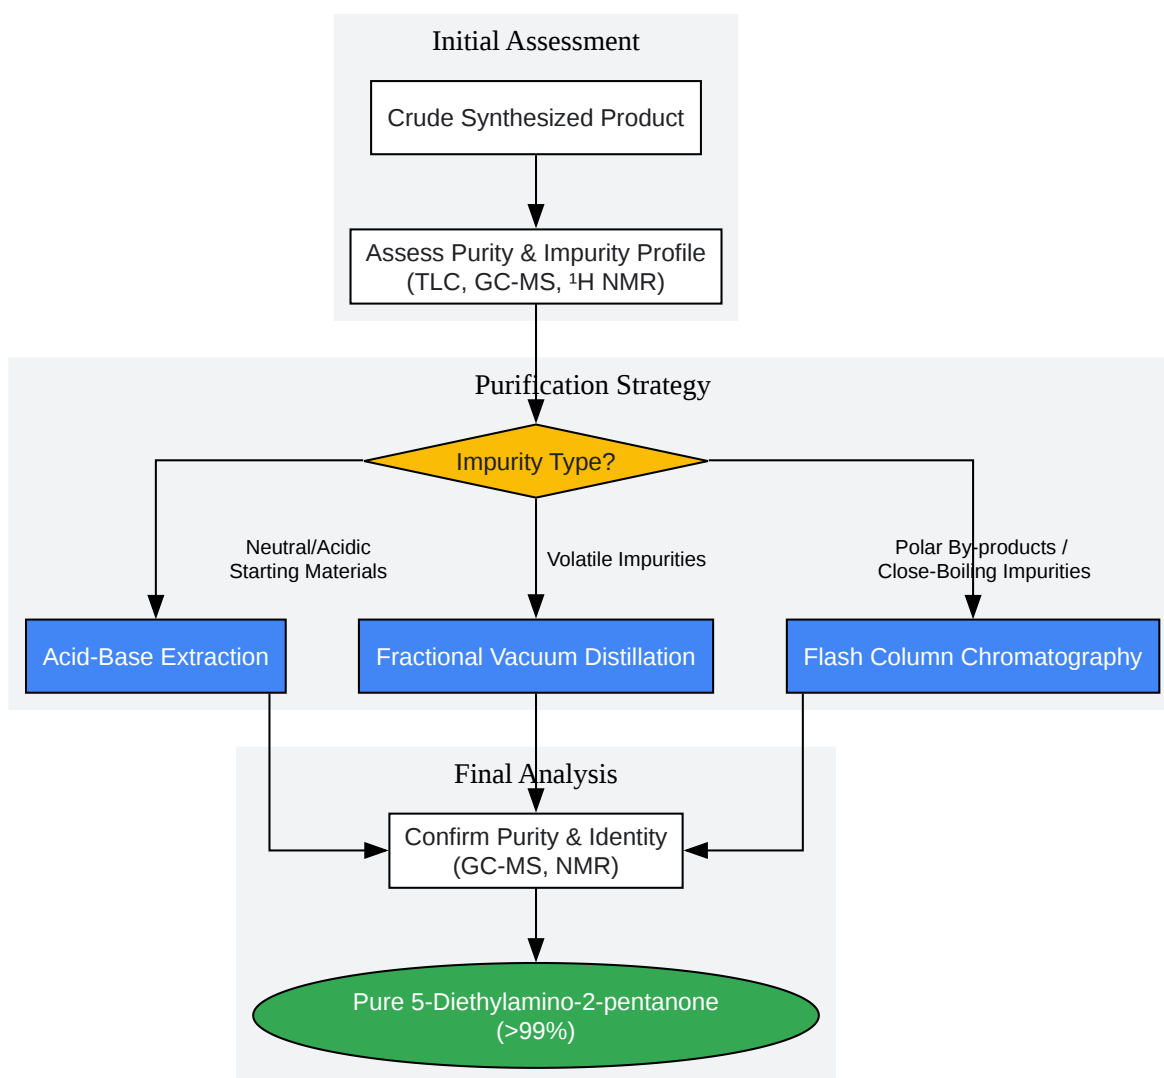 Initial Assessment
Crude Synthesized Product
Assess Purity & Impurity Profile
(TLC, GC-MS, ¹H NMR)
Purification Strategy
Impurity Type?
Neutral/Acidic
Starting Materials
Volatile Impurities
Polar By-products /
Close-Boiling Impurities
Acid-Base Extraction
Fractional Vacuum Distillation
Flash Column Chromatography
Final Analysis
Confirm Purity & Identity
(GC-MS, NMR)
Pure 5-Diethylamino-2-pentanone
(>99%)